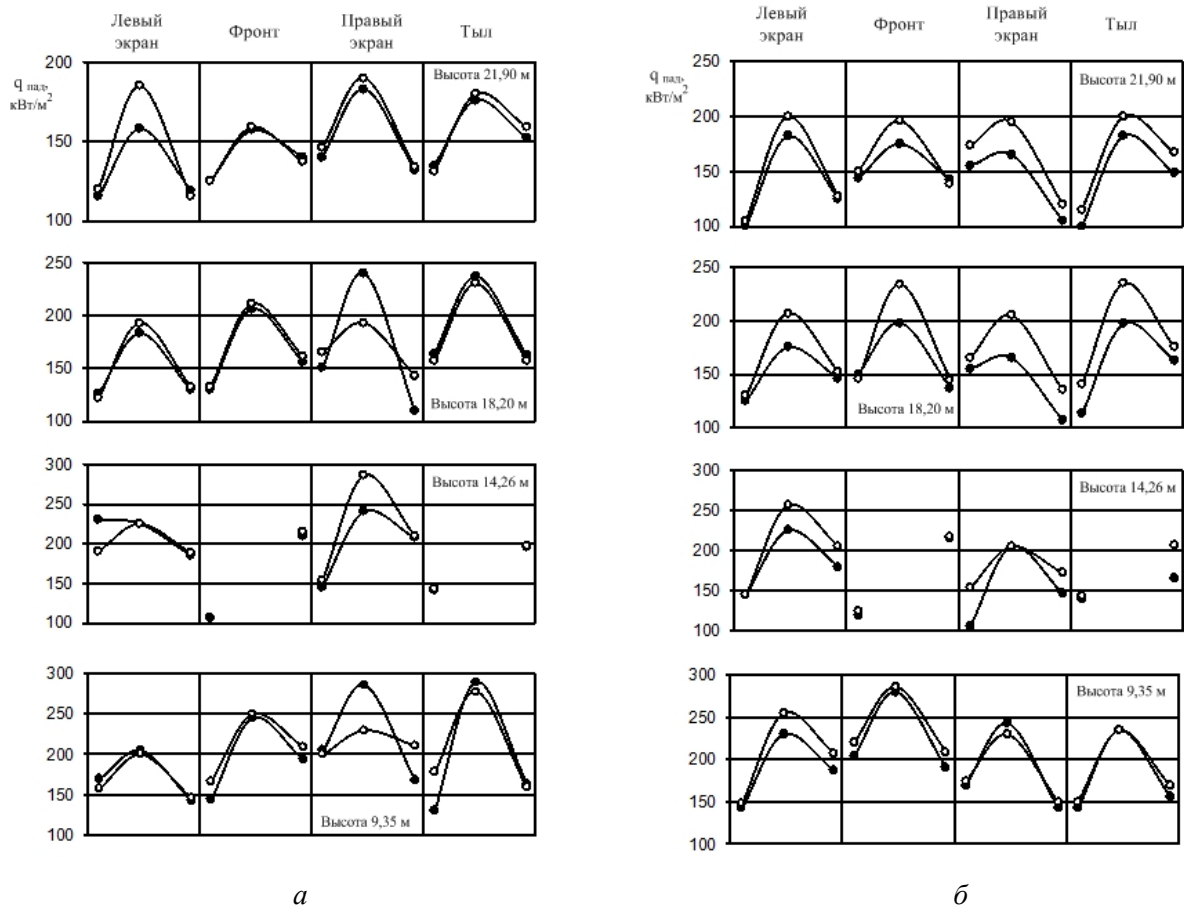 Левый
экран
Фронт
Правый
экран
Тыл
q пад,
кВт/м2
200
150
100
Высота 21,90 м
250
200
150
100
Высота 18,20 м
300
250
200
150
100
Высота 14,26 м
300
250
200
150
100
Высота 9,35 м
а
Левый
экран
Фронт
Правый
экран
Тыл
q пад,
кВт/м2
250
200
150
100
Высота 21,90 м
250
200
150
100
Высота 18,20 м
300
250
200
150
100
Высота 14,26 м
300
250
200
150
100
Высота 9,35 м
б